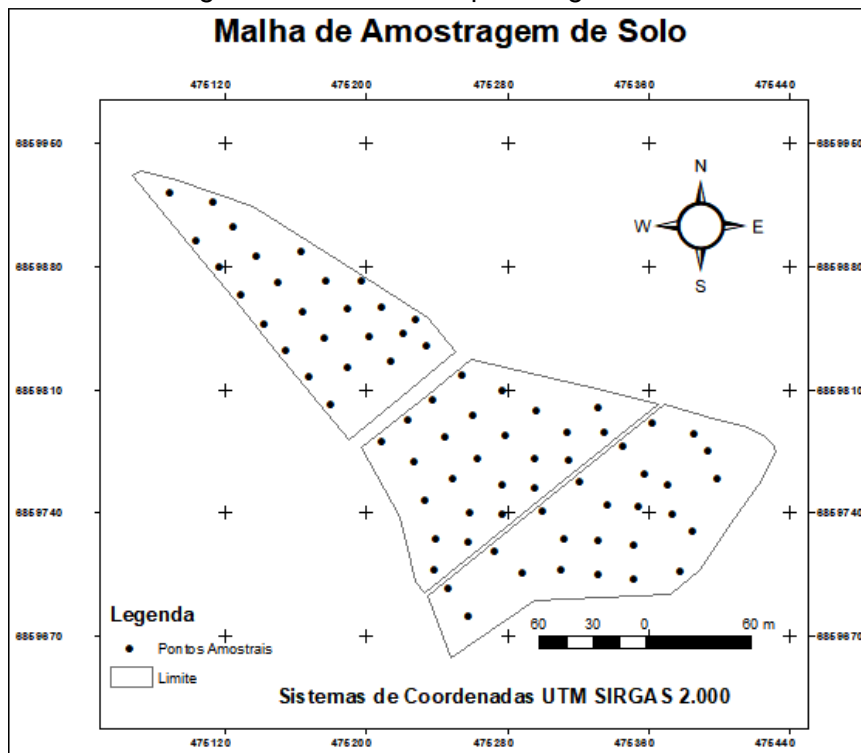 Malha de Amostragem de Solo
475120 475200 475280 475360 475440
6859950 6859950
N
W E
S
6859880 6859880
6859810 6859810
6859740 6859740
Legenda
Pontos Amostrais
Limite
60 30 0 60 m
6859670 6859670
Sistemas de Coordenadas UTM SIRGAS 2.000
475120 475200 475280 475360 475440